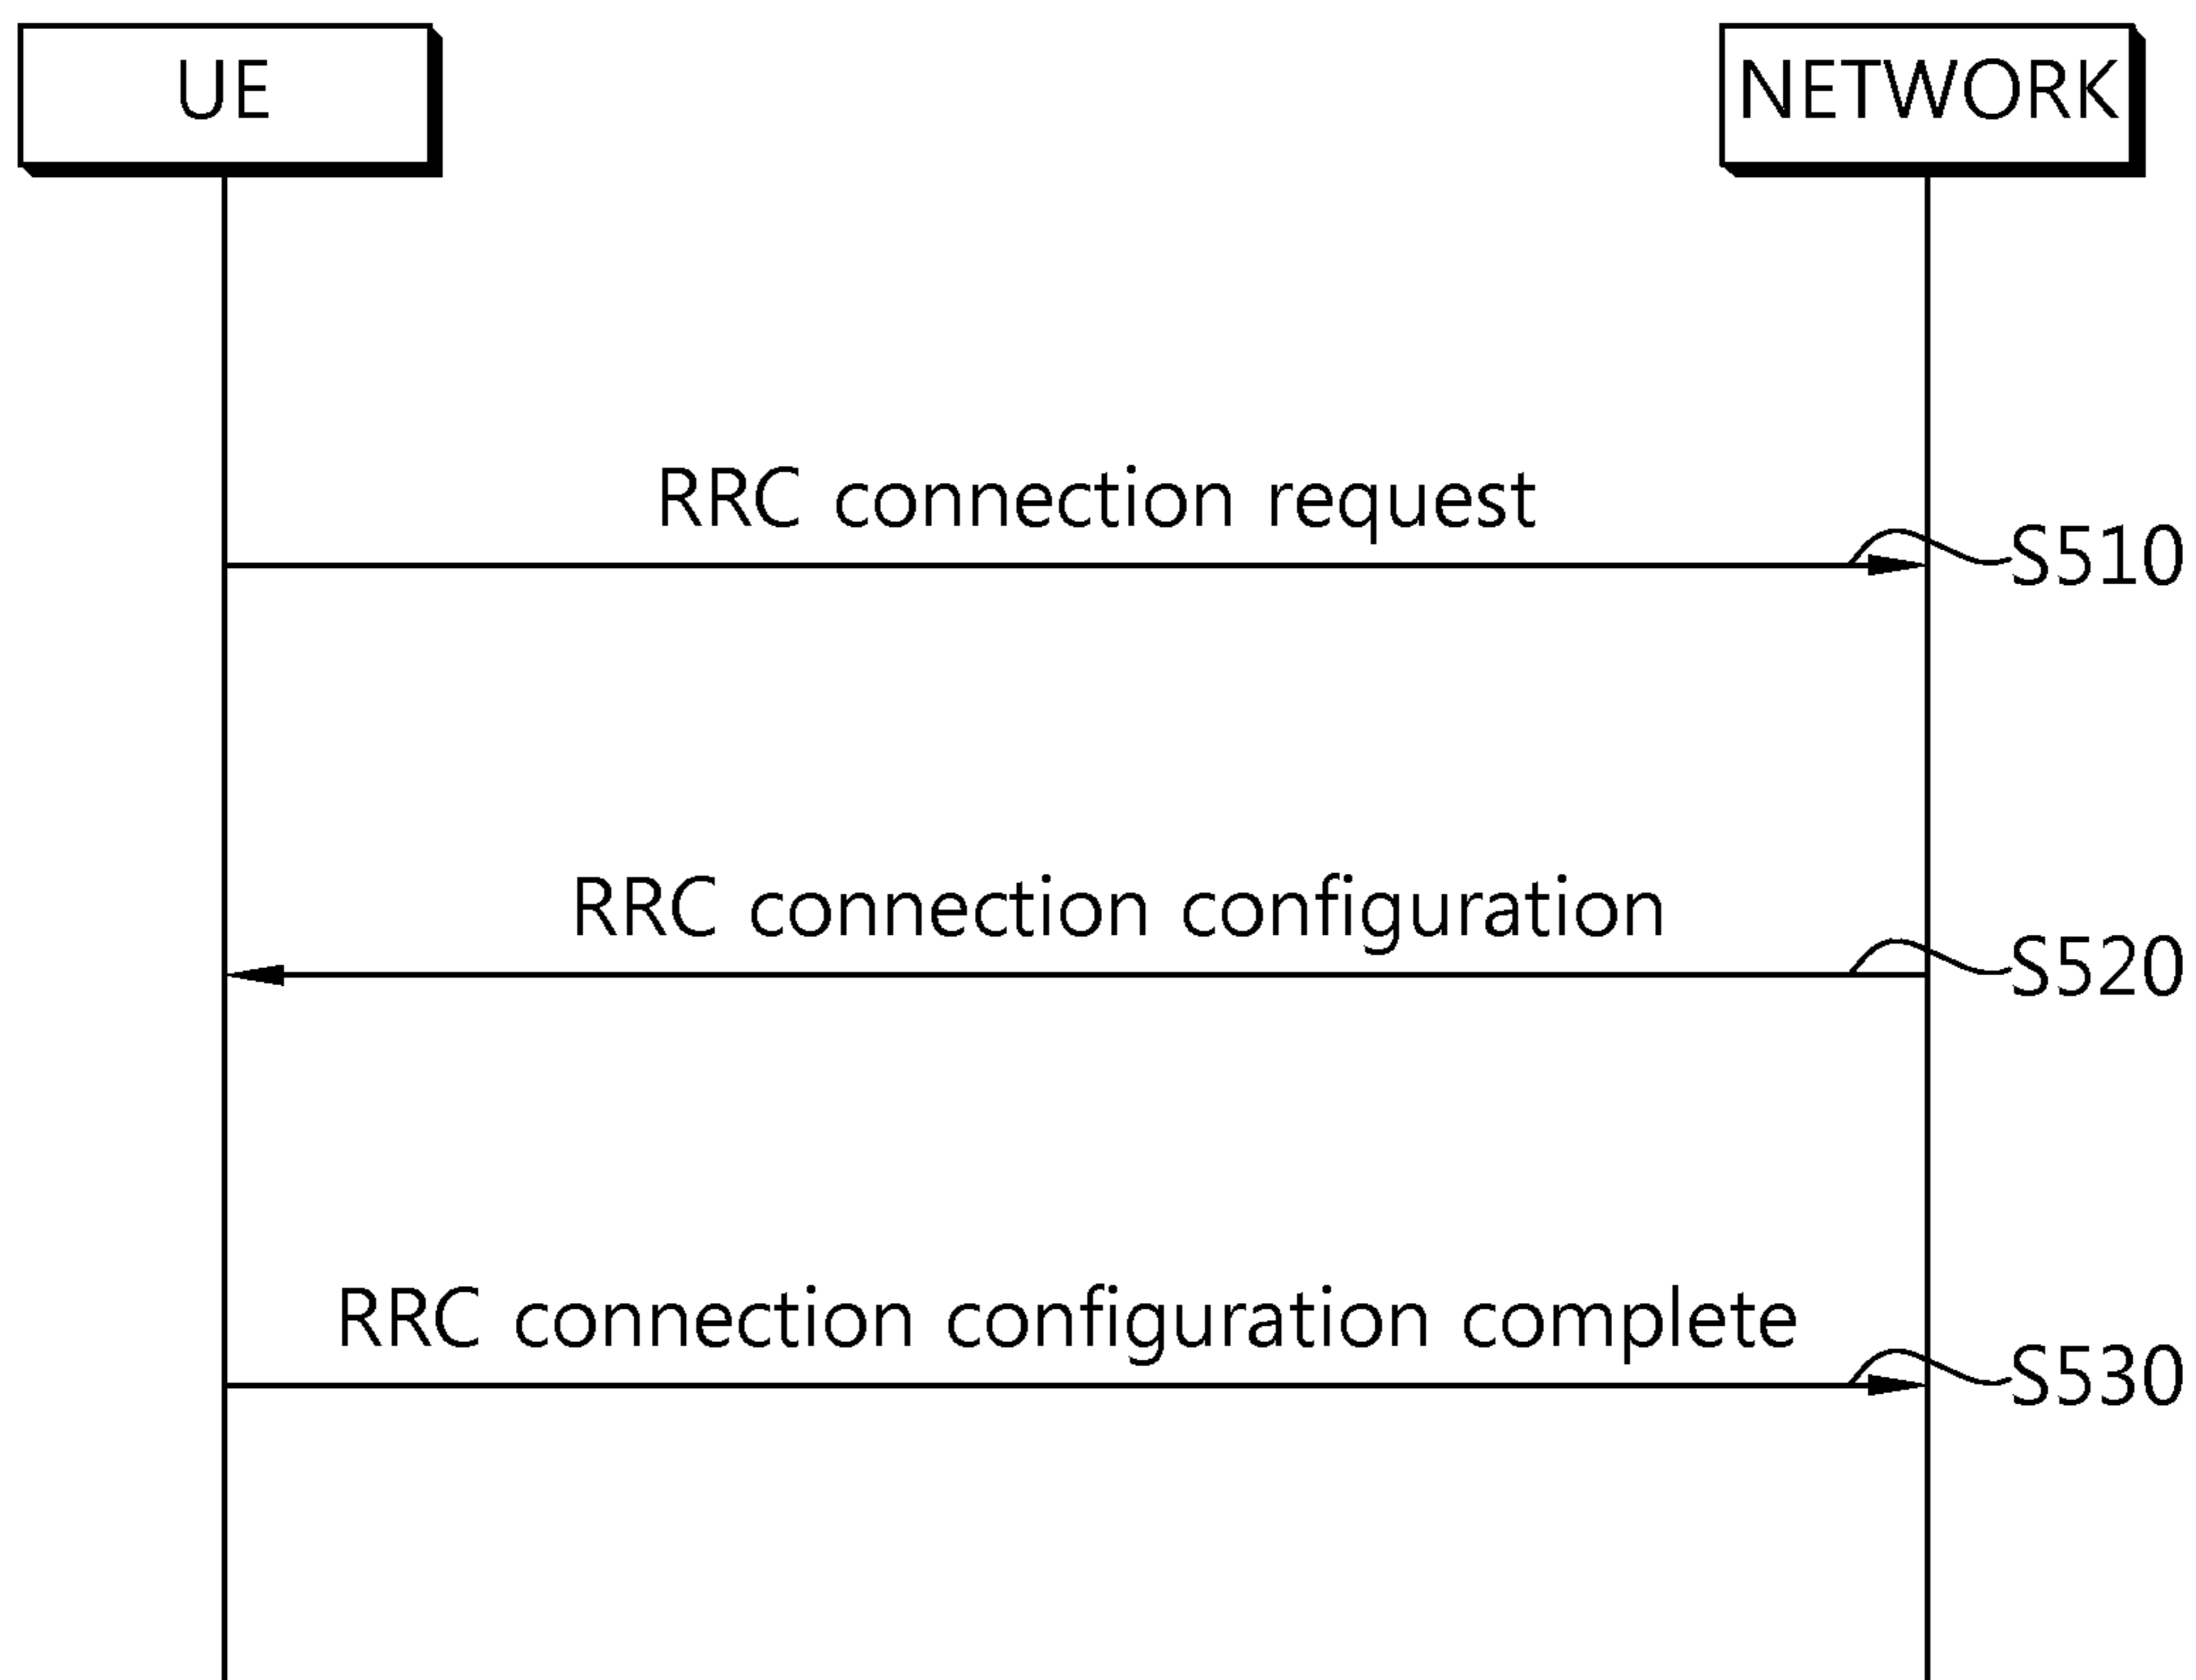 UE
NETWORK
RRC connection request
S510
RRC connection configuration
S520
RRC connection configuration complete
S530